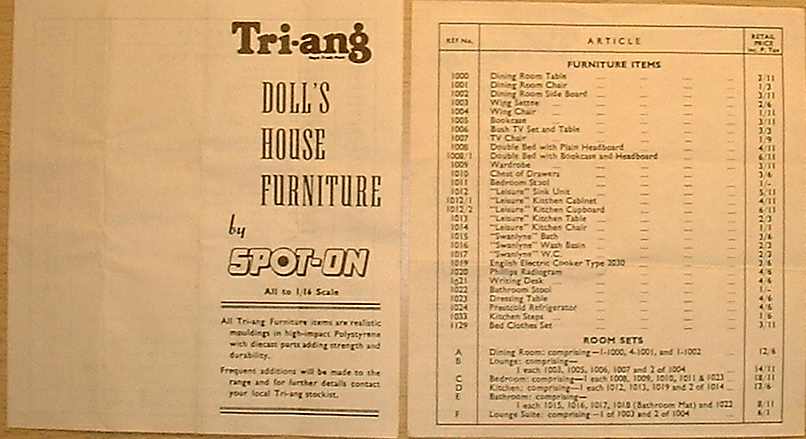 Tri-ang
DOLL'S
HOUSE
FURNITURE
by
SPOT-ON
All to 1/16 Scale
All Tri-ang Furniture items are realistic
mouldings in high-impact Polystyrene
with diecast parts adding strength and
durability.
Frequent additions will be made to the
range and for further details contact
your local Tri-ang stockist.
REF No. ARTICLE RETAIL
PRICE
inc. P. Tax
FURNITURE ITEMS
1000 Dining Room Table 2/11
1001 Dining Room Chair 1/3
1002 Dining Room Side Board 3/11
1003 Wing Settee 2/6
1004 Wing Chair 1/11
1005 Bookcase 3/11
1006 Bush TV Set and Table 3/3
1007 TV Chair 1/9
1008 Double Bed with Plain Headboard 4/11
1008/1 Double Bed with Bookcase and Headboard 6/11
1009 Wardrobe 3/11
1010 Chest of Drawers 3/6
1011 Bedroom Stool 1/-
1012 "Leisure" Sink Unit 5/11
1012/1 "Leisure" Kitchen Cabinet 4/11
1012/2 "Leisure" Kitchen Cupboard 6/11
1013 "Leisure" Kitchen Table 2/3
1014 "Leisure" Kitchen Chair 1/1
1015 "Swanlyne" Bath 3/6
1016 "Swanlyne" Wash Basin 2/3
1017 "Swanlyne" W.C. 2/3
1019 English Electric Cooker Type 2030 3/6
1020 Phillips Radiogram 4/6
1021 Writing Desk 4/6
1022 Bathroom Stool 1/-
1023 Dressing Table 4/6
1024 Prestcold Refrigerator 4/6
1033 Kitchen Steps 1/6
1129 Bed Clothes Set 3/11
ROOM SETS
A Dining Room: comprising—1-1000, 4-1001, and 1-1002 12/6
B Lounge: comprising—
1 each 1003, 1005, 1006, 1007 and 2 of 1004 14/11
C Bedroom: comprising—1 each 1008, 1009, 1010, 1011 & 1023 18/11
D Kitchen: comprising—1 each 1012, 1013, 1019 and 2 of 1014 13/6
E Bathroom: comprising—
1 each 1015, 1016, 1017, 1018 (Bathroom Mat) and 1022 8/11
F Lounge Suite: comprising—1 of 1003 and 2 of 1004 6/1